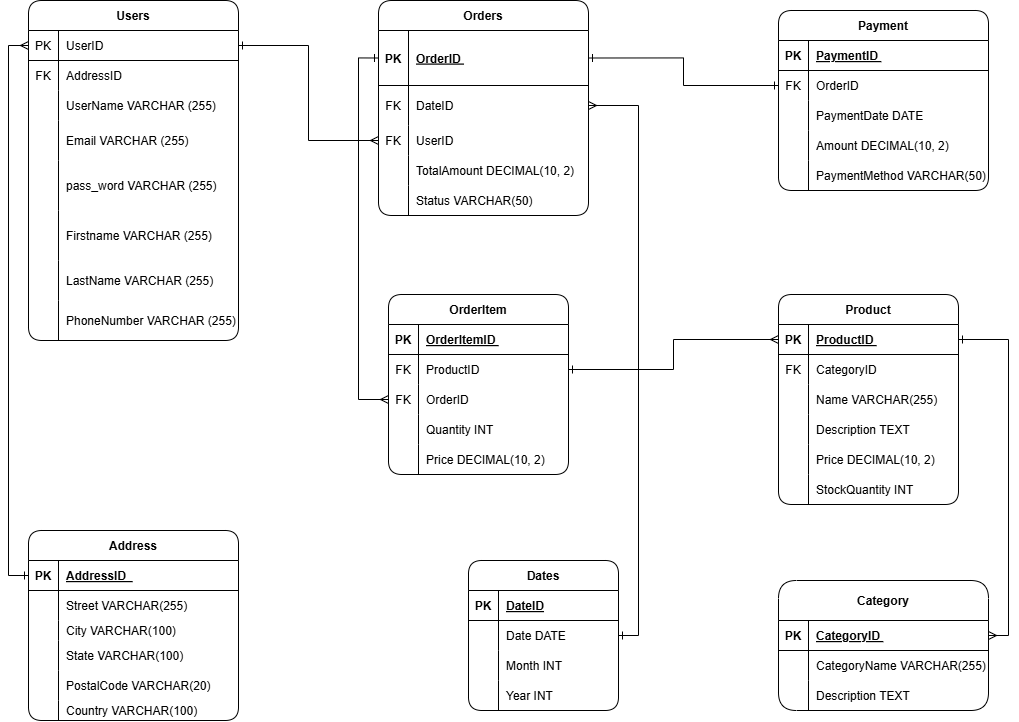 Users
PK UserID
FK AddressID
UserName VARCHAR (255)
Email VARCHAR (255)
pass_word VARCHAR (255)
Firstname VARCHAR (255)
LastName VARCHAR (255)
PhoneNumber VARCHAR (255)
Orders
PK OrderID
FK DateID
FK UserID
TotalAmount DECIMAL(10, 2)
Status VARCHAR(50)
Payment
PK PaymentID
FK OrderID
PaymentDate DATE
Amount DECIMAL(10, 2)
PaymentMethod VARCHAR(50)
OrderItem
PK OrderItemID
FK ProductID
FK OrderID
Quantity INT
Price DECIMAL(10, 2)
Product
PK ProductID
FK CategoryID
Name VARCHAR(255)
Description TEXT
Price DECIMAL(10, 2)
StockQuantity INT
Address
PK AddressID
Street VARCHAR(255)
City VARCHAR(100)
State VARCHAR(100)
PostalCode VARCHAR(20)
Country VARCHAR(100)
Dates
PK DateID
Date DATE
Month INT
Year INT
Category
PK CategoryID
CategoryName VARCHAR(255)
Description TEXT